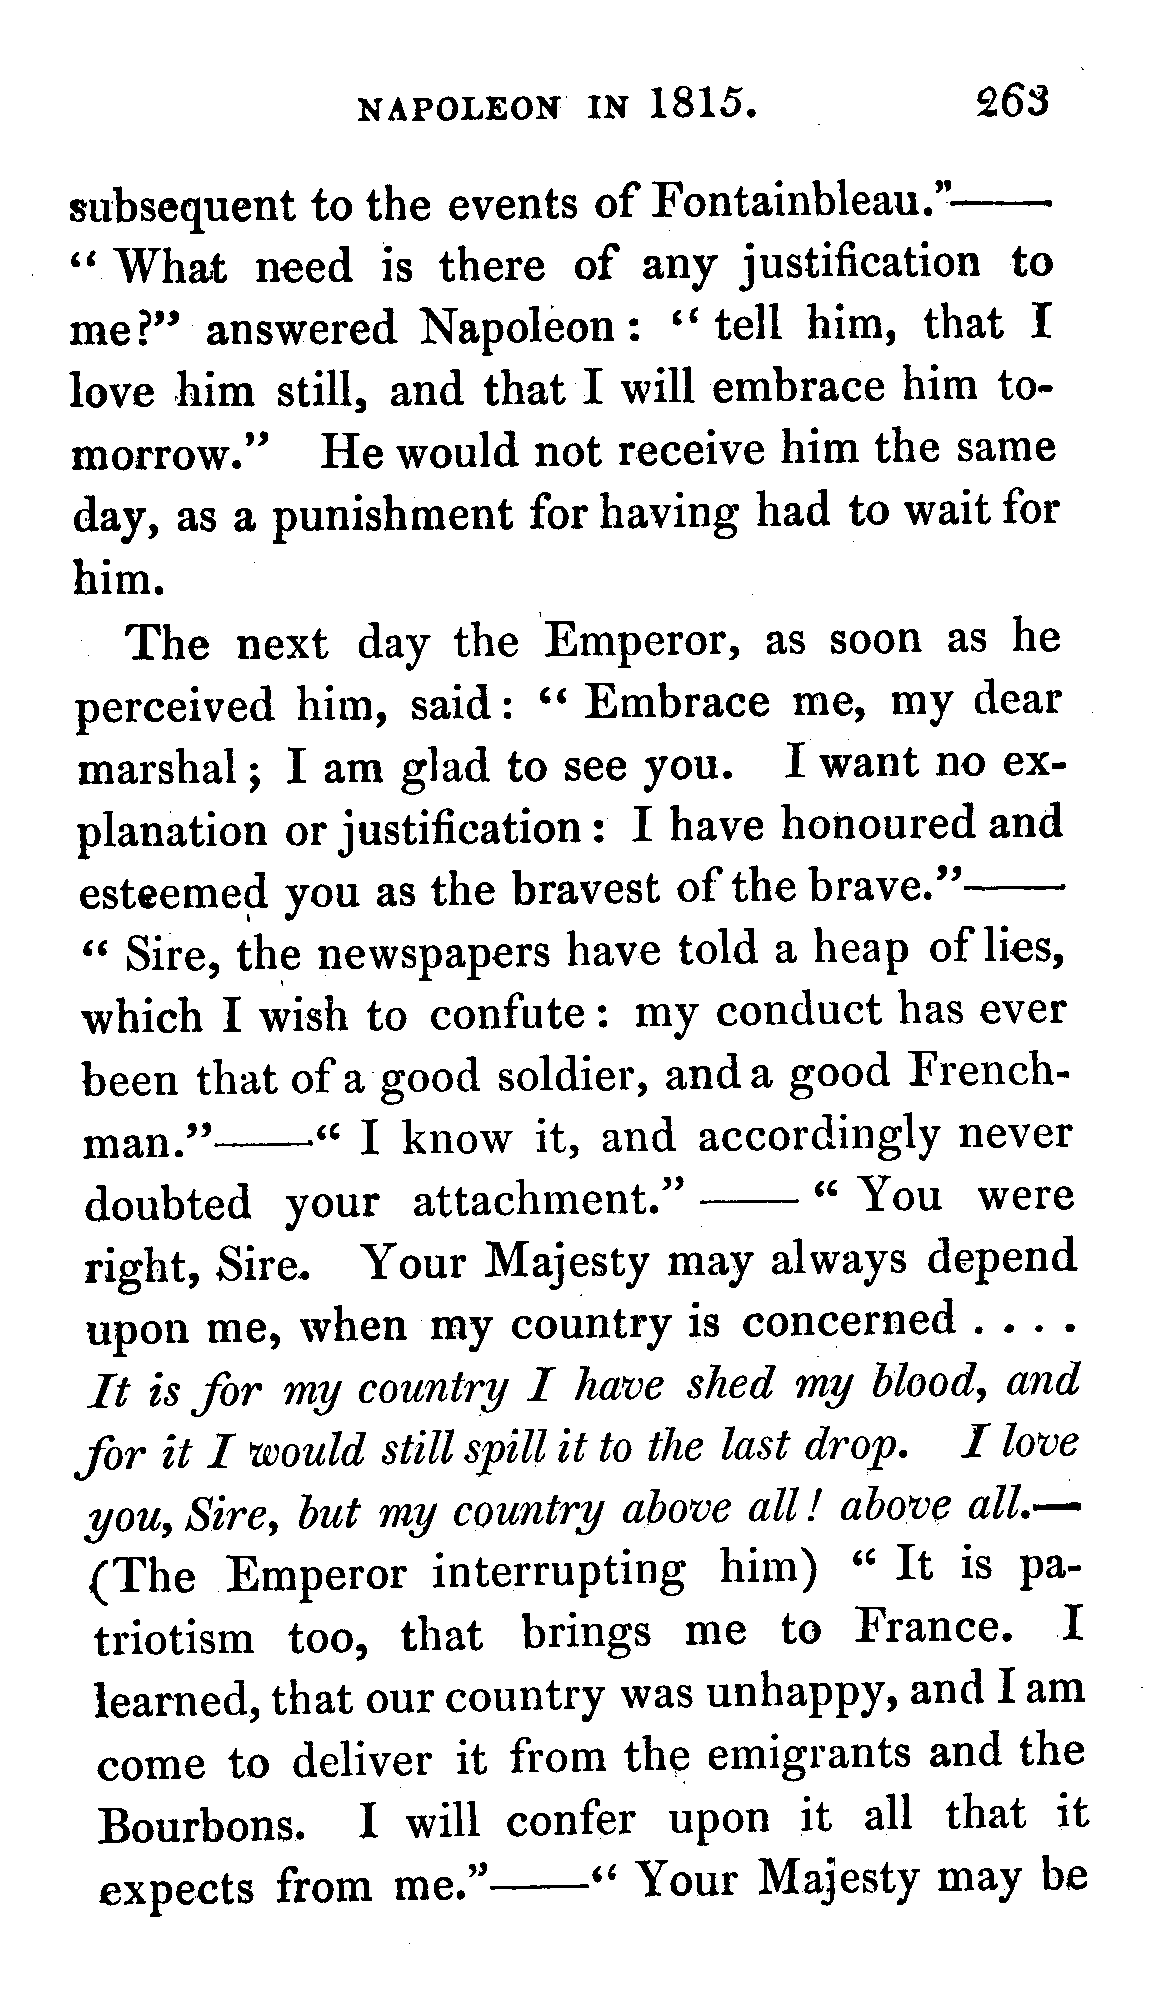 NAPOLEON IN 1815. 263
subsequent to the events of Fontainbleau."——
" What need is there of any justification to
me?" answered Napoleon : " tell him, that I
love him still, and that I will embrace him to-
morrow." He would not receive him the same
day, as a punishment for having had to wait for
him.
The next day the Emperor, as soon as he
perceived him, said : " Embrace me, my dear
marshal ; I am glad to see you. I want no ex-
planation or justification : I have honoured and
esteemed you as the bravest of the brave."——
" Sire, the newspapers have told a heap of lies,
which I wish to confute : my conduct has ever
been that of a good soldier, and a good French-
man."——" I know it, and accordingly never
doubted your attachment." —— " You were
right, Sire. Your Majesty may always depend
upon me, when my country is concerned . . . .
It is for my country I have shed my blood, and
for it I would still spill it to the last drop. I love
you, Sire, but my country above all ! above all.—
(The Emperor interrupting him) " It is pa-
triotism too, that brings me to France. I
learned, that our country was unhappy, and I am
come to deliver it from the emigrants and the
Bourbons. I will confer upon it all that it
expects from me."——" Your Majesty may be